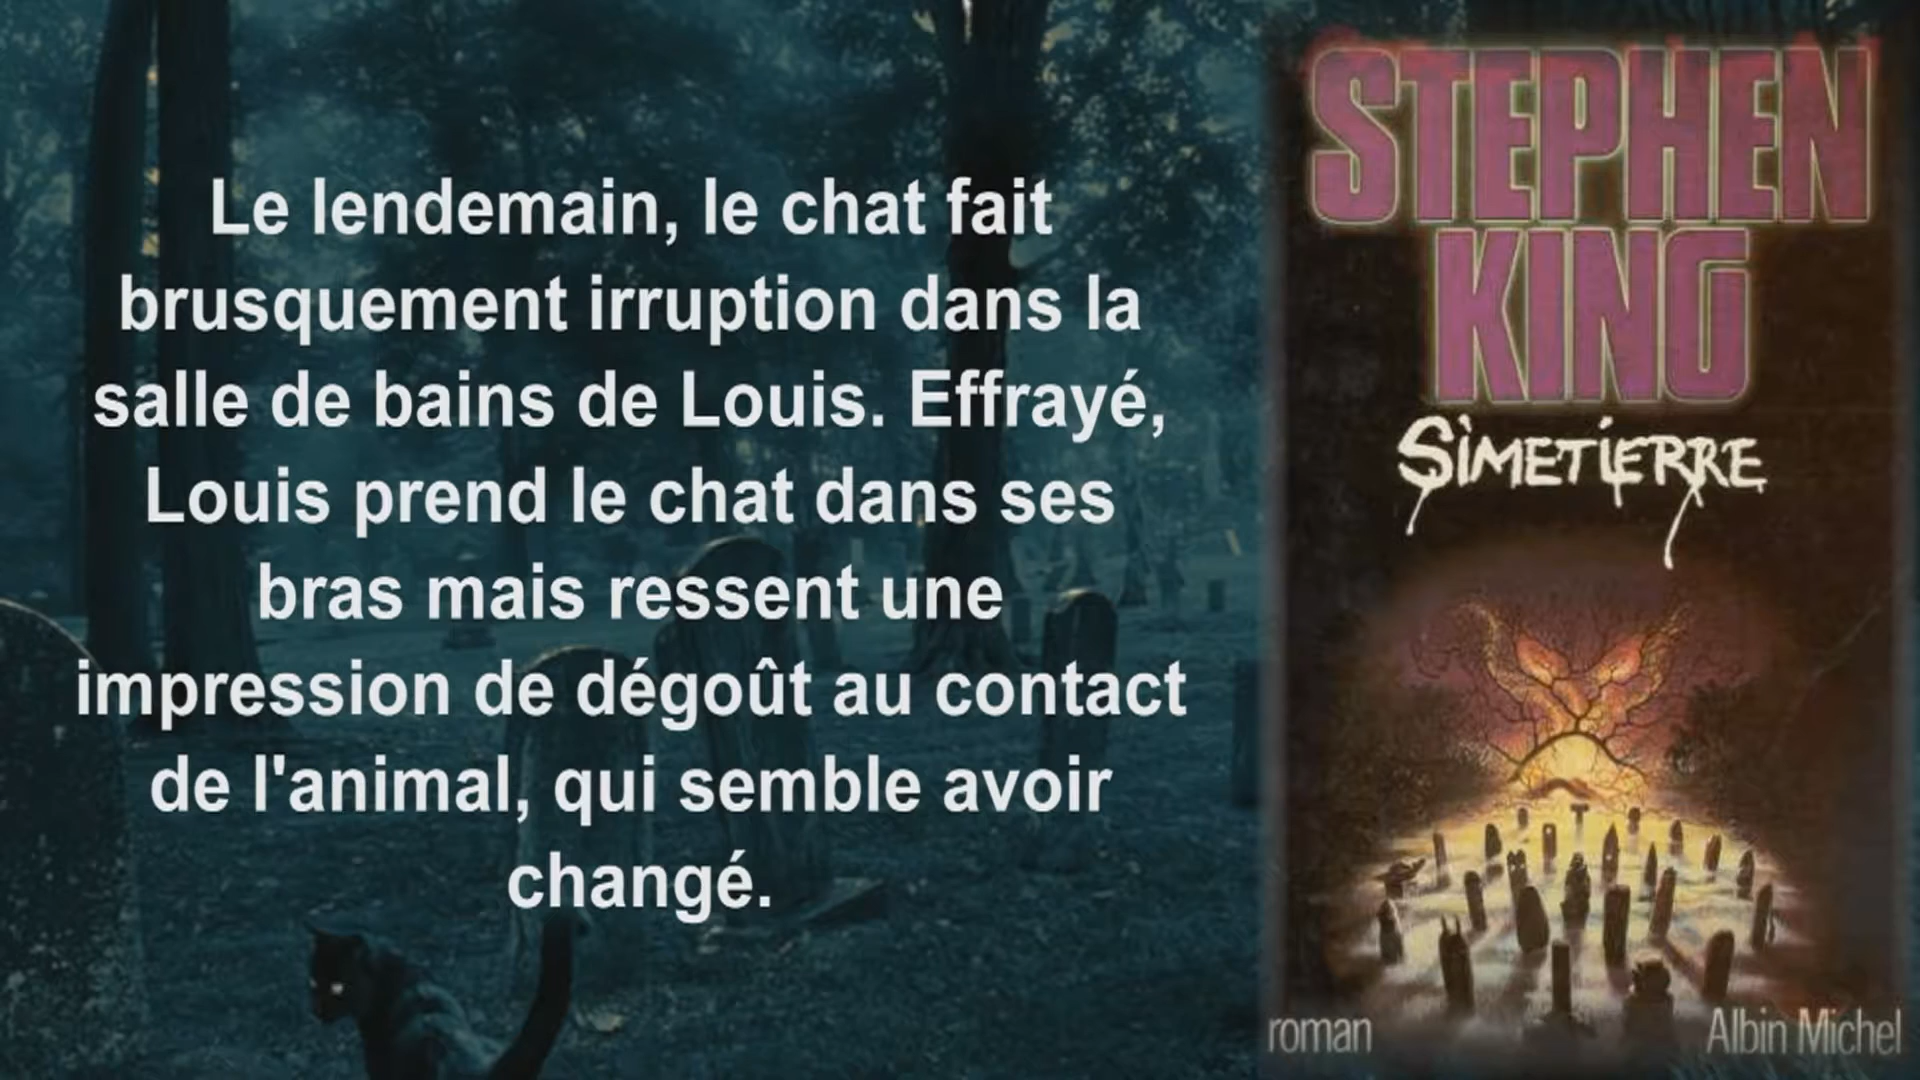 Le lendemain, le chat fait
brusquement irruption dans la
salle de bains de Louis. Effrayé,
Louis prend le chat dans ses
bras mais ressent une
impression de dégoût au contact
de l'animal, qui semble avoir
changé.
STEPHEN
KING
SIMETIERRE
roman
Albin Michel